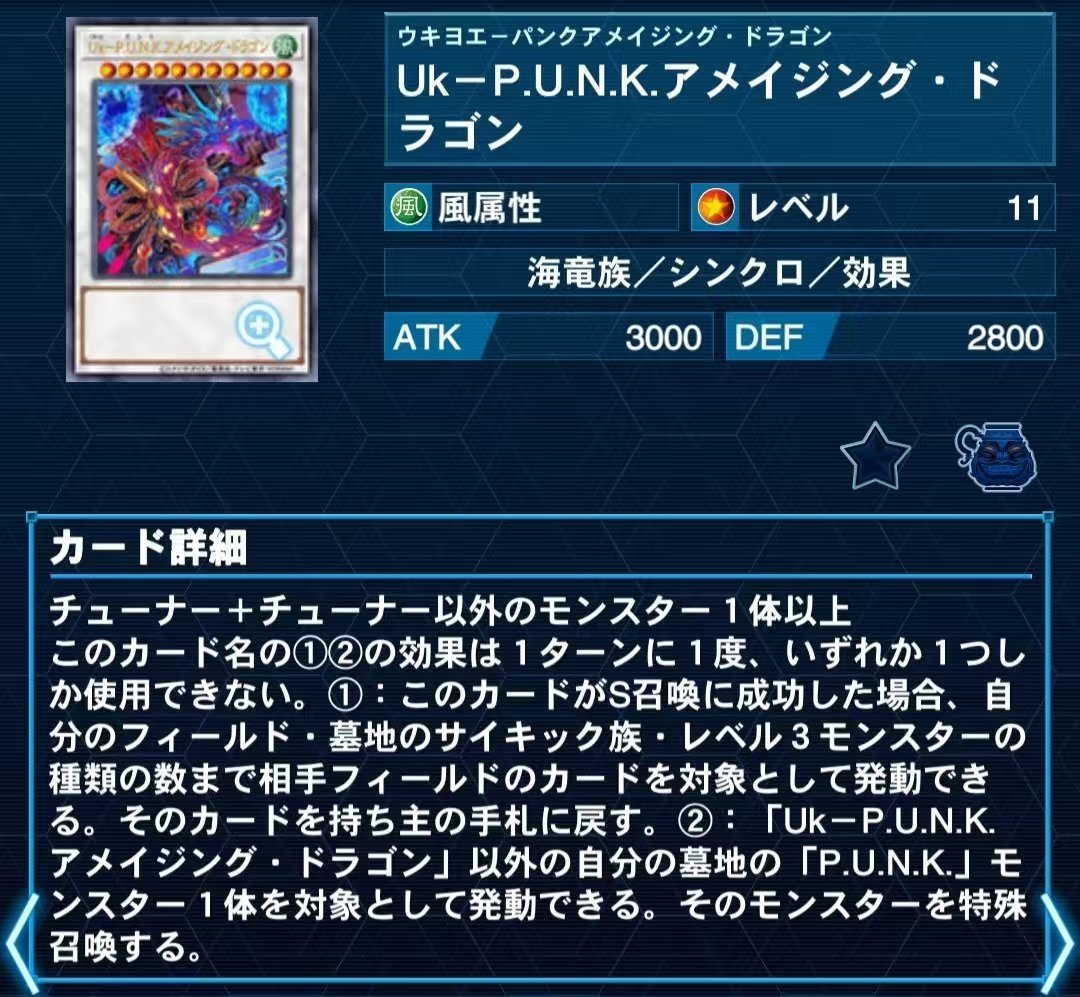 Uk－P.U.N.K.アメイジング・ドラゴン
風
ウキヨエ－パンクアメイジング・ドラゴン
Uk－P.U.N.K.アメイジング・ド
ラゴン
風 風属性
レベル 11
海竜族／シンクロ／効果
ATK 3000 DEF 2800
カード詳細
チューナー＋チューナー以外のモンスター１体以上
このカード名の①②の効果は１ターンに１度、いずれか１つし
か使用できない。①：このカードがS召喚に成功した場合、自
分のフィールド・墓地のサイキック族・レベル３モンスターの
種類の数まで相手フィールドのカードを対象として発動でき
る。そのカードを持ち主の手札に戻す。②：「Uk－P.U.N.K.
アメイジング・ドラゴン」以外の自分の墓地の「P.U.N.K.」モ
ンスター１体を対象として発動できる。そのモンスターを特殊
召喚する。